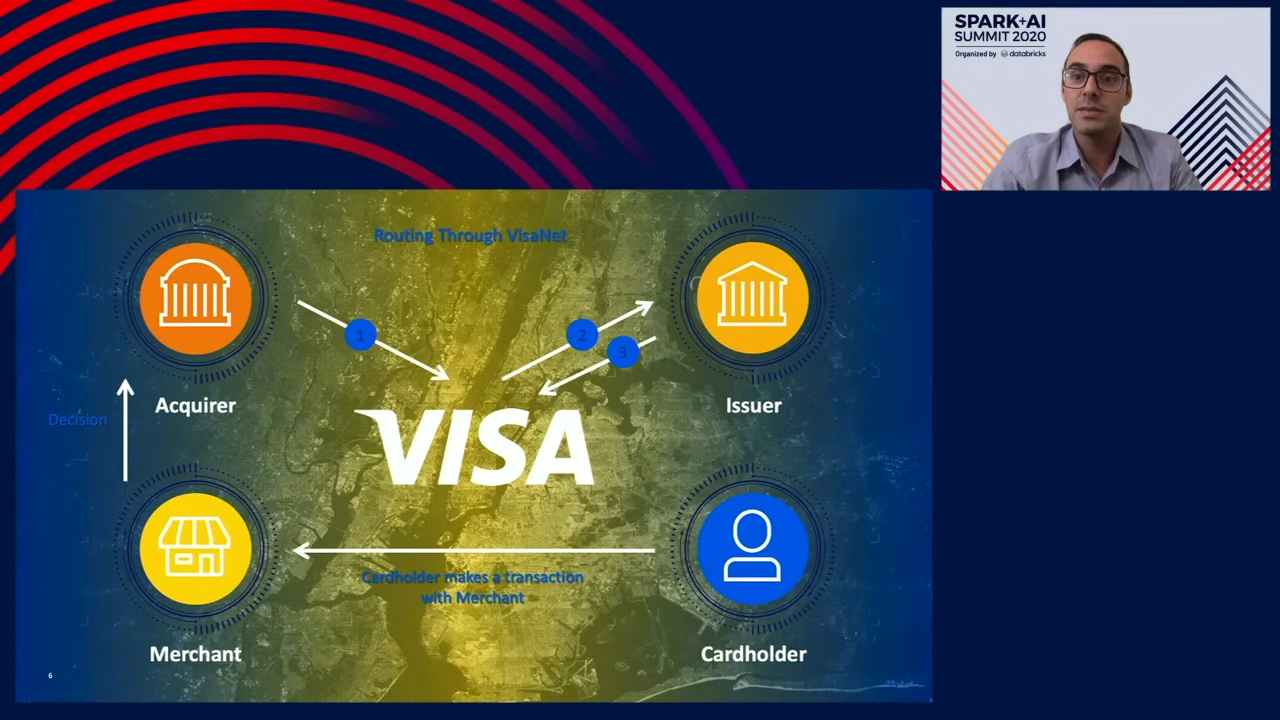 SPARK+AI
SUMMIT 2020
Organized by databricks
Routing Through VisaNet
1
2
3
Acquirer
Issuer
Decision
VISA
Cardholder makes a transaction
with Merchant
Merchant
Cardholder
6